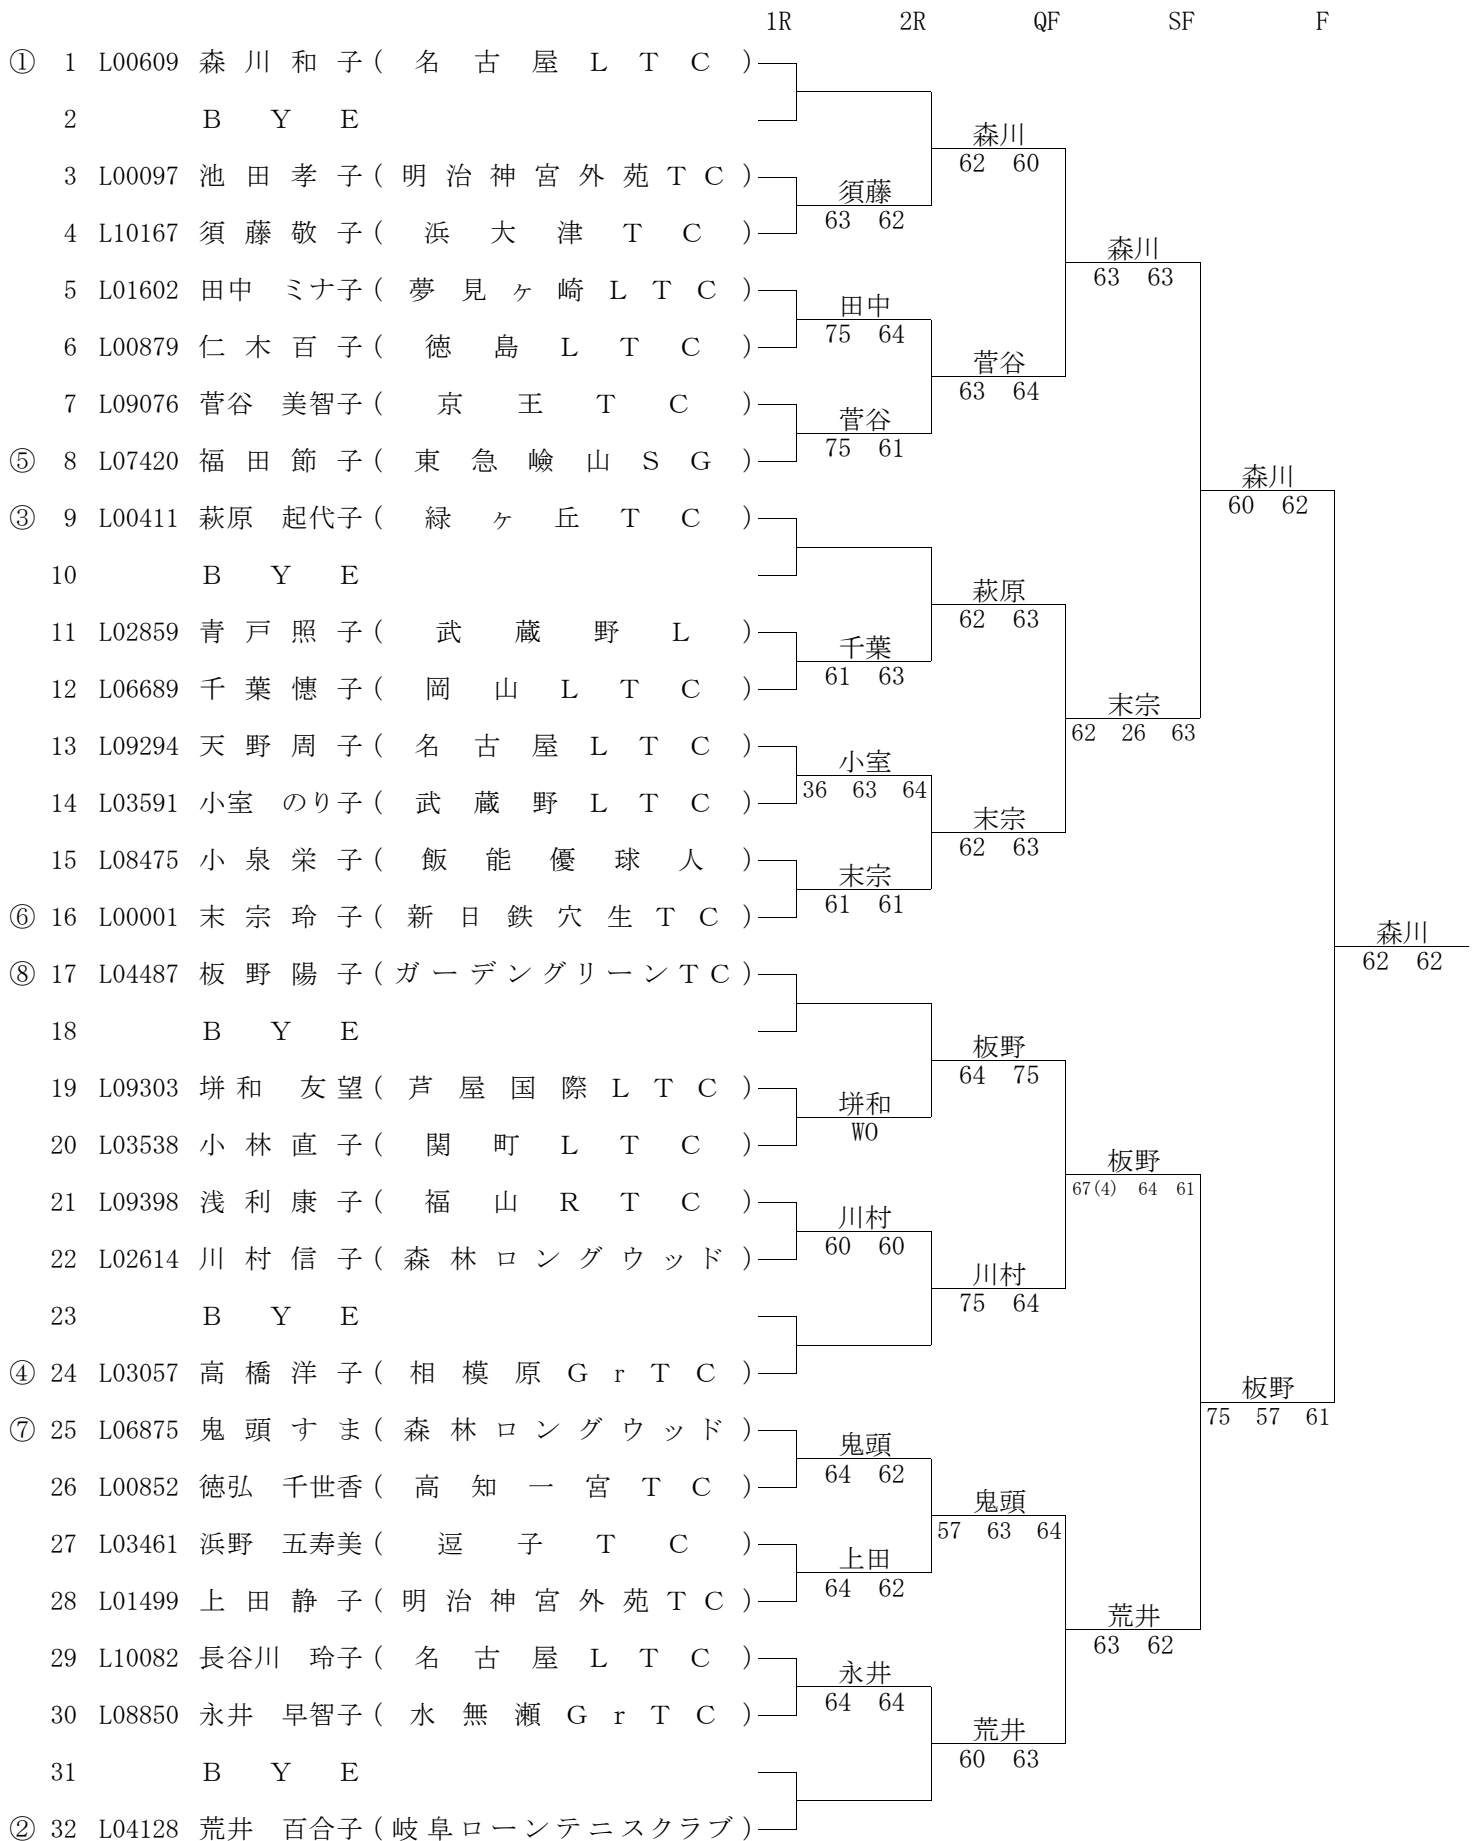 1R 2R QF SF F
① 1 L00609 森川和子(名古屋LTC)
2 BYE
森川
62 60
3 L00097 池田孝子(明治神宮外苑TC)
須藤
63 62
4 L10167 須藤敬子(浜大津TC)
森川
63 63
5 L01602 田中 ミナ子(夢見ヶ崎LTC)
田中
75 64
6 L00879 仁木百子(徳島LTC)
菅谷
63 64
7 L09076 菅谷 美智子(京王TC)
菅谷
75 61
⑤ 8 L07420 福田節子(東急嶮山SG)
森川
60 62
③ 9 L00411 萩原 起代子(緑ヶ丘TC)
10 BYE
萩原
62 63
11 L02859 青戸照子(武蔵野L)
千葉
61 63
12 L06689 千葉憓子(岡山LTC)
末宗
62 26 63
13 L09294 天野周子(名古屋LTC)
小室
36 63 64
14 L03591 小室 のり子(武蔵野LTC)
末宗
62 63
15 L08475 小泉栄子(飯能優球人)
末宗
61 61
⑥ 16 L00001 末宗玲子(新日鉄穴生TC)
森川
62 62
⑧ 17 L04487 板野陽子(ガーデングリーンTC)
18 BYE
板野
64 75
19 L09303 垪和 友望(芦屋国際LTC)
垪和
WO
20 L03538 小林直子(関町LTC)
板野
67(4) 64 61
21 L09398 浅利康子(福山RTC)
川村
60 60
22 L02614 川村信子(森林ロングウッド)
川村
75 64
23 BYE
④ 24 L03057 高橋洋子(相模原GrTC)
板野
75 57 61
⑦ 25 L06875 鬼頭すま(森林ロングウッド)
鬼頭
64 62
26 L00852 徳弘 千世香(高知一宮TC)
鬼頭
57 63 64
27 L03461 浜野 五寿美(逗子TC)
上田
64 62
28 L01499 上田静子(明治神宮外苑TC)
荒井
63 62
29 L10082 長谷川 玲子(名古屋LTC)
永井
64 64
30 L08850 永井 早智子(水無瀬GrTC)
荒井
60 63
31 BYE
② 32 L04128 荒井 百合子(岐阜ローンテニスクラブ)